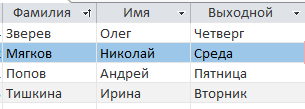 Фамилия Имя Выходной
Зверев Олег Четверг
Мягков Николай Среда
Попов Андрей Пятница
Тишкина Ирина Вторник